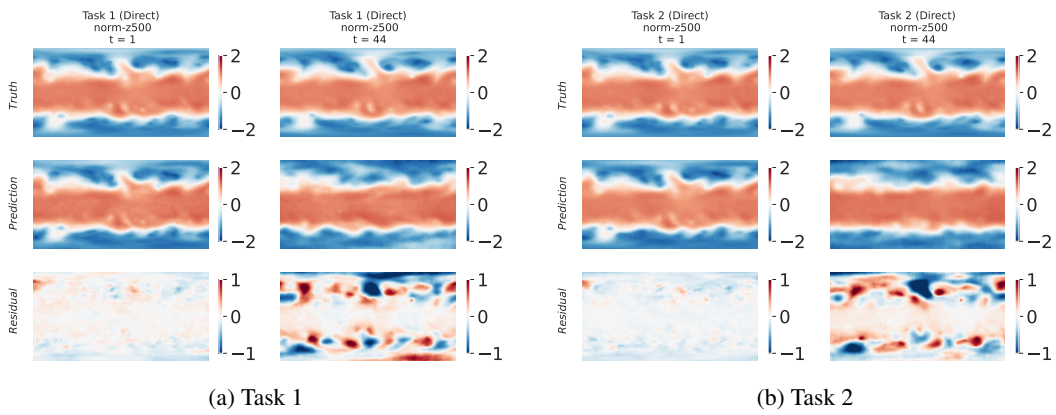 Task 1 (Direct)
norm-z500
t = 1
Task 1 (Direct)
norm-z500
t = 44
Truth
2
0
−2
2
0
−2
Prediction
2
0
−2
2
0
−2
Residual
1
0
−1
1
0
−1
(a) Task 1
Task 2 (Direct)
norm-z500
t = 1
Task 2 (Direct)
norm-z500
t = 44
Truth
2
0
−2
2
0
−2
Prediction
2
0
−2
2
0
−2
Residual
1
0
−1
1
0
−1
(b) Task 2